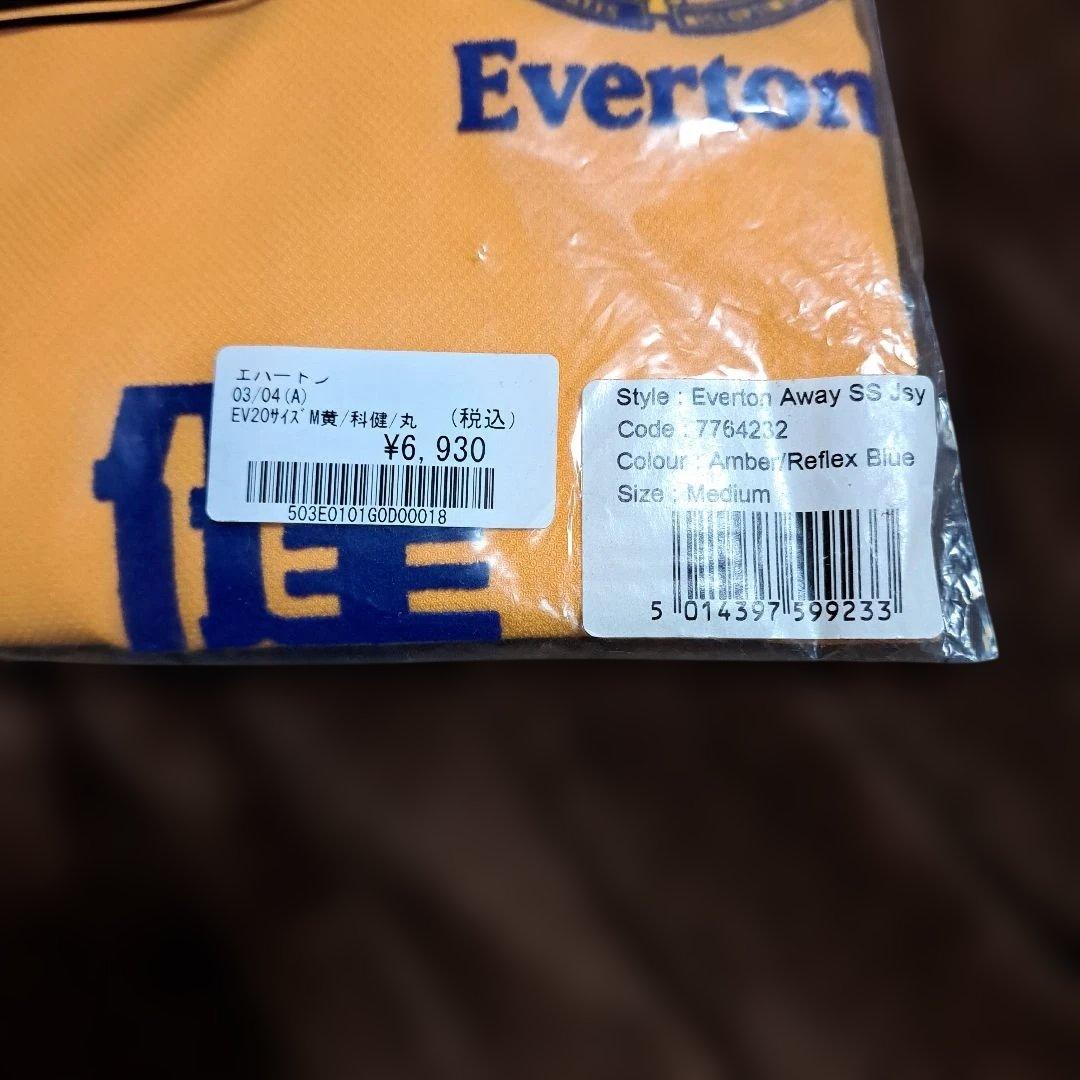 Everton
エバートン
03/04(A)
EV20ｻｲｽﾞM黄/科健/丸 (税込)
¥6,930
503E0101G0D00018
Style : Everton Away SS Jsy
Code : 7764232
Colour : Amber/Reflex Blue
Size : Medium
5 014397 599233